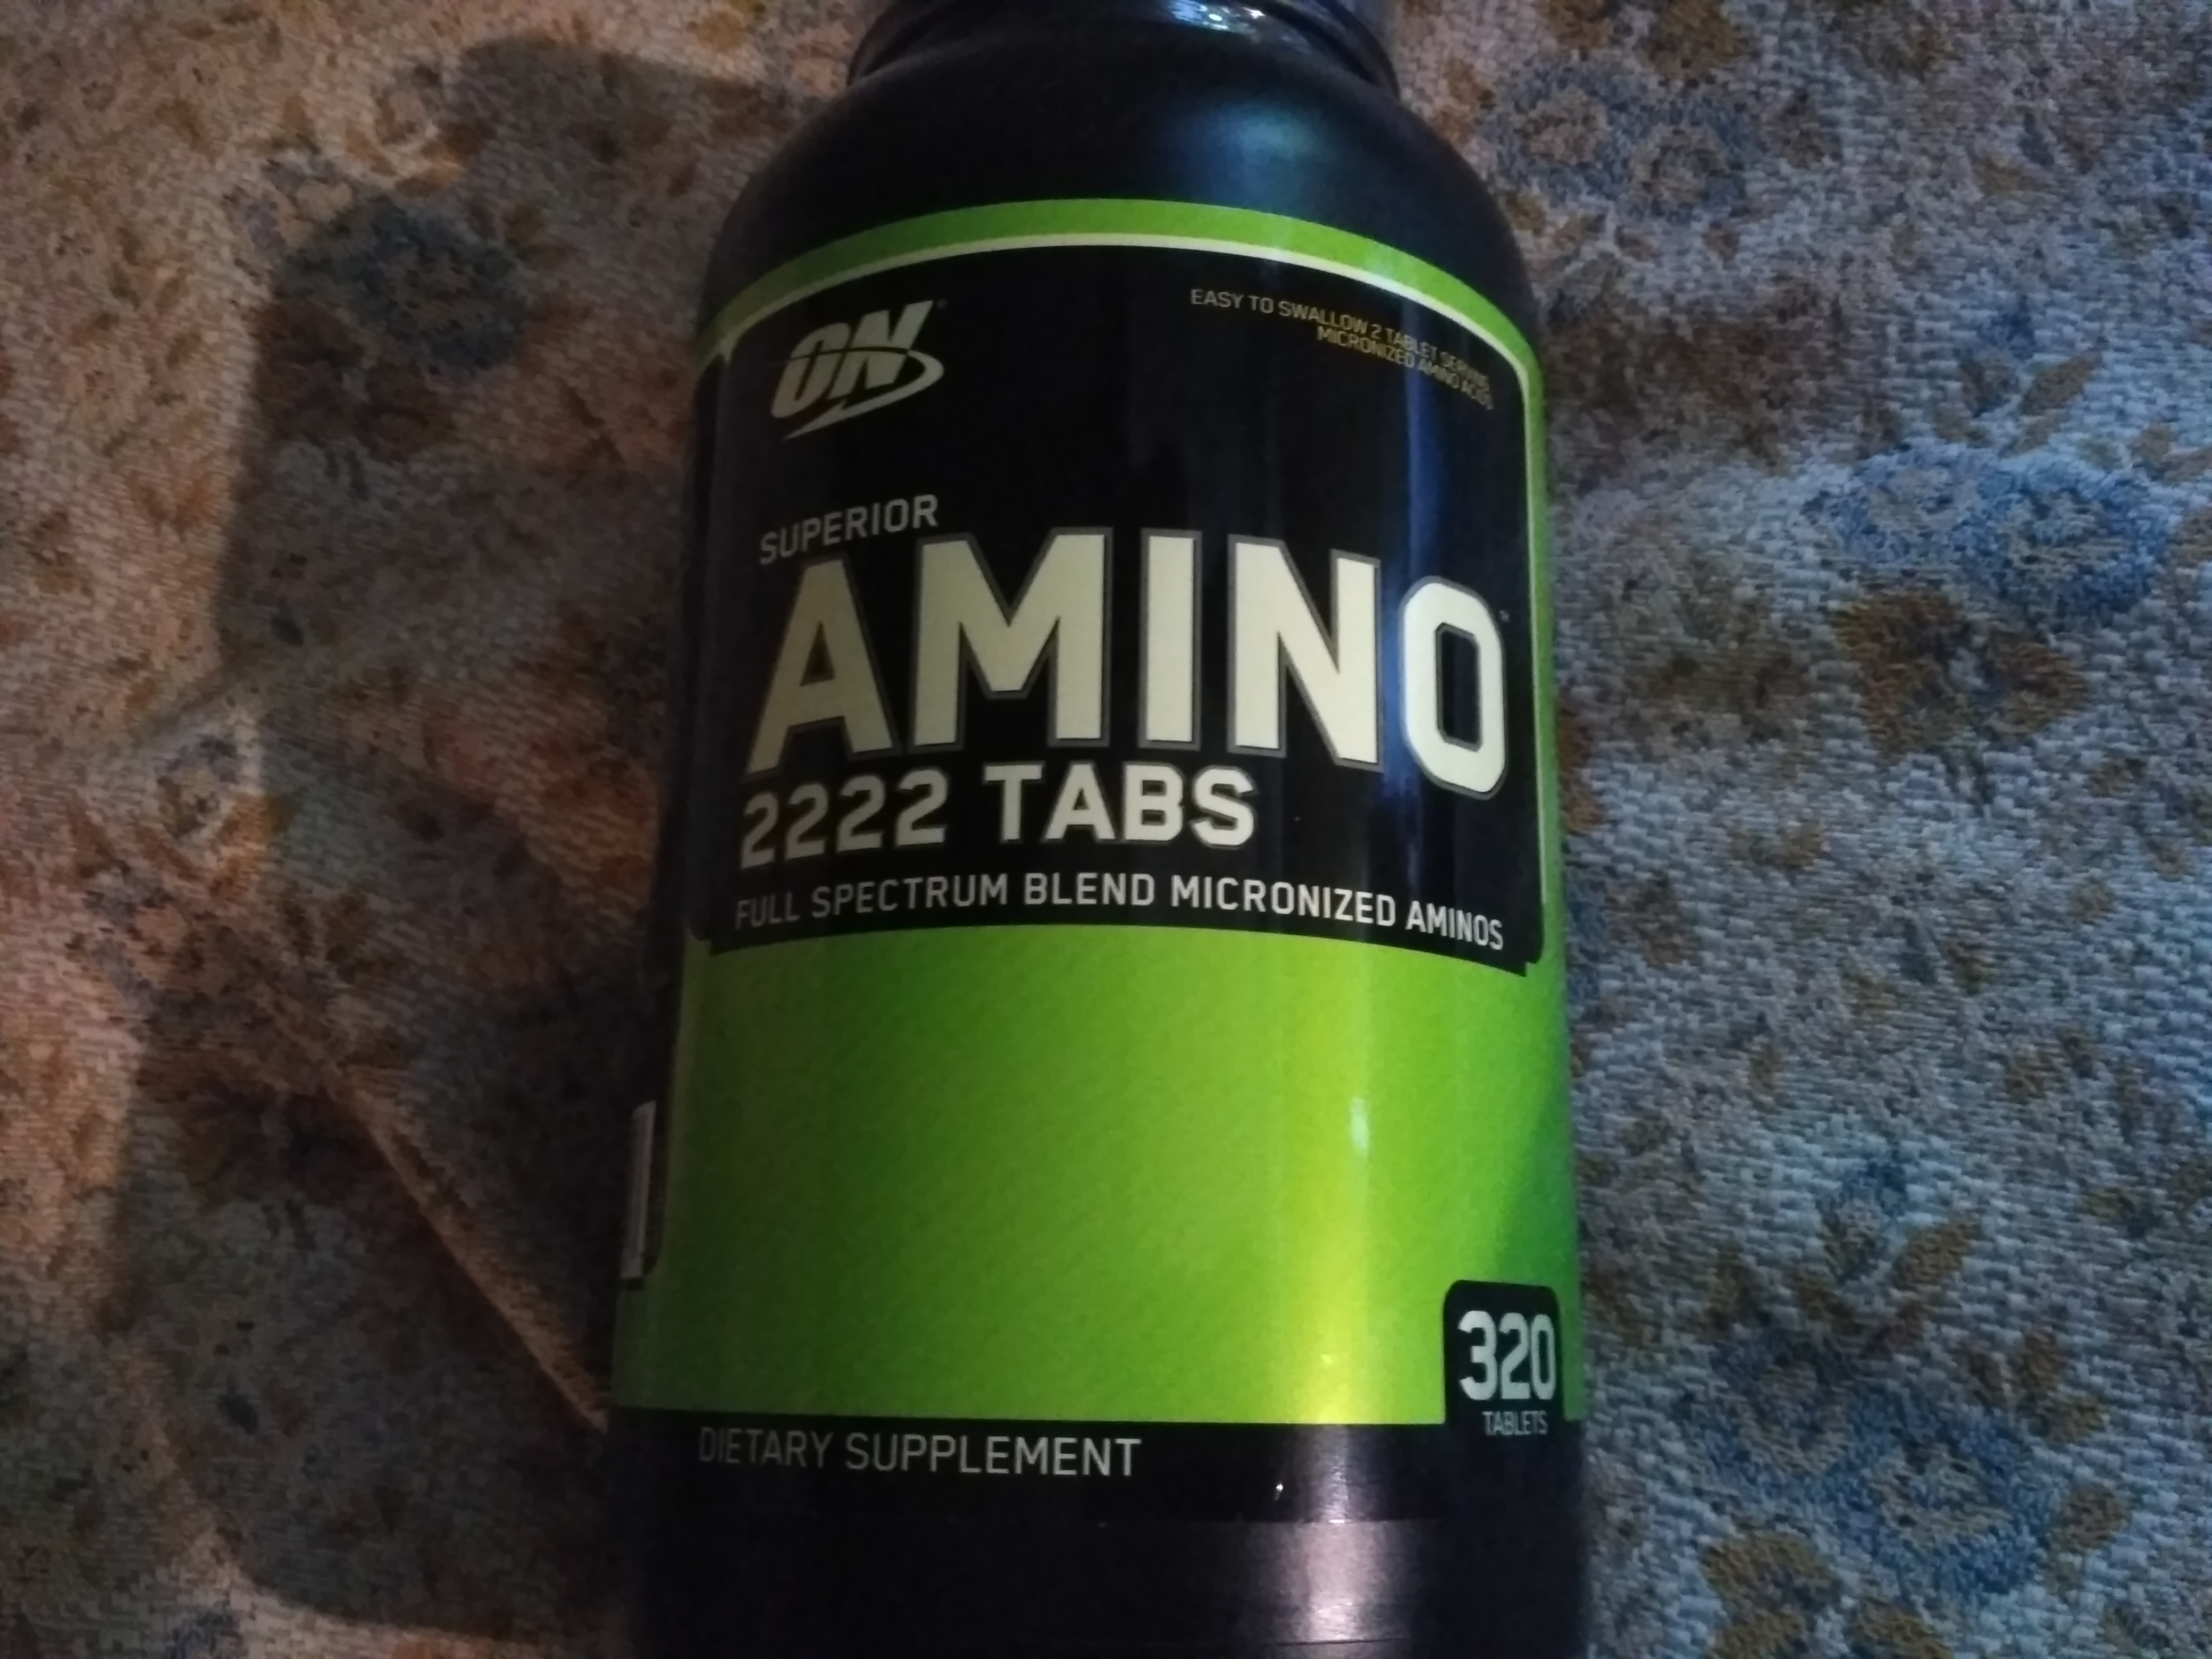 ON
EASY TO SWALLOW 2 TABLET SERVING
MICRONIZED AMINO ACIDS
SUPERIOR
AMINO™
2222 TABS
FULL SPECTRUM BLEND MICRONIZED AMINOS
320
TABLETS
DIETARY SUPPLEMENT